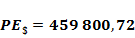 PE$ = 459 800,72